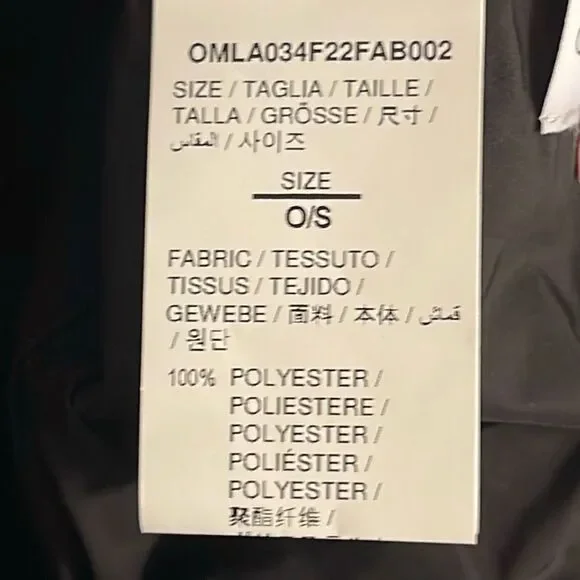 OMLA034F22FAB002
SIZE / TAGLIA / TAILLE /
TALLA / GRÖSSE / 尺寸 /
المقاس / 사이즈
SIZE
O/S
FABRIC / TESSUTO /
TISSUS / TEJIDO /
GEWEBE / 面料 / 本体 / قماش
/ 원단
100% POLYESTER /
POLIESTERE /
POLYESTER /
POLIÉSTER /
POLYESTER /
聚酯纤维 /